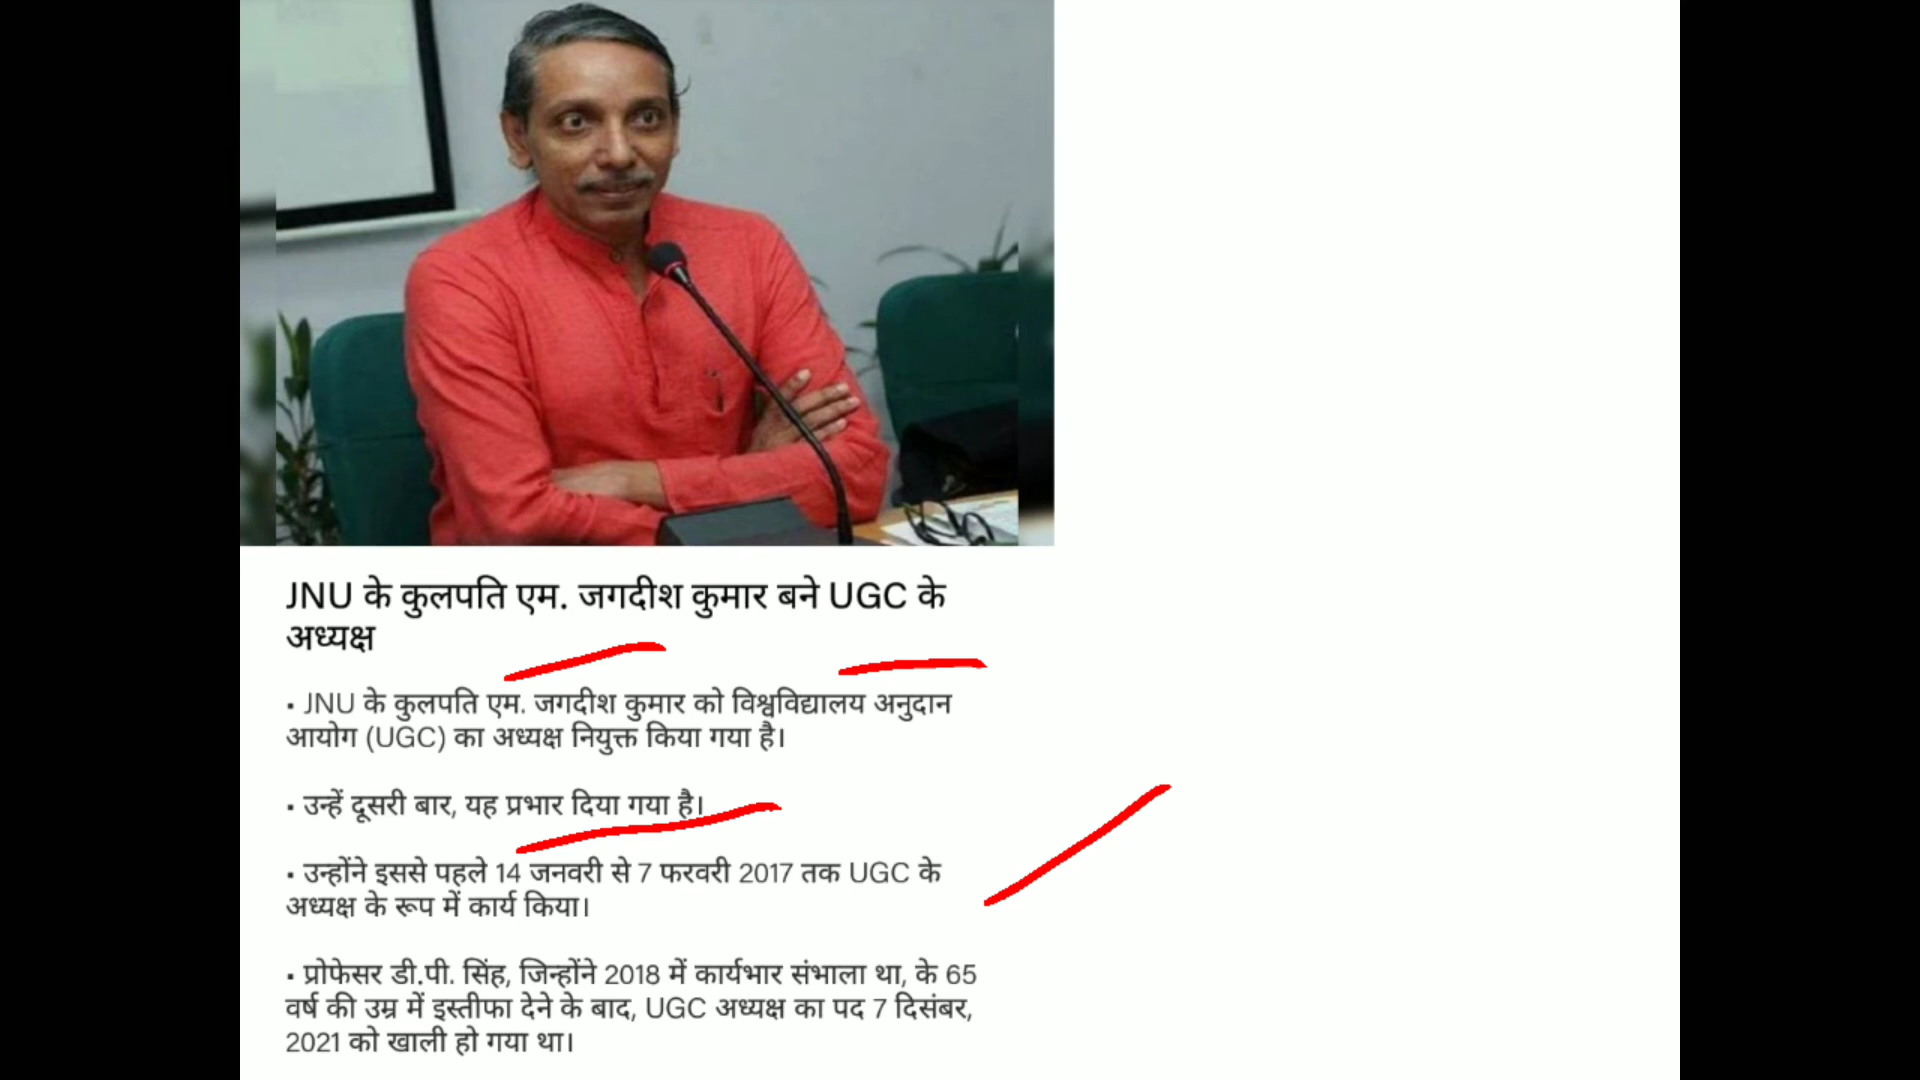 JNU के कुलपति एम. जगदीश कुमार बने UGC के
अध्यक्ष
• JNU के कुलपति एम. जगदीश कुमार को विश्वविद्यालय अनुदान
आयोग (UGC) का अध्यक्ष नियुक्त किया गया है।
• उन्हें दूसरी बार, यह प्रभार दिया गया है।
• उन्होंने इससे पहले 14 जनवरी से 7 फरवरी 2017 तक UGC के
अध्यक्ष के रूप में कार्य किया।
• प्रोफेसर डी.पी. सिंह, जिन्होंने 2018 में कार्यभार संभाला था, के 65
वर्ष की उम्र में इस्तीफा देने के बाद, UGC अध्यक्ष का पद 7 दिसंबर,
2021 को खाली हो गया था।